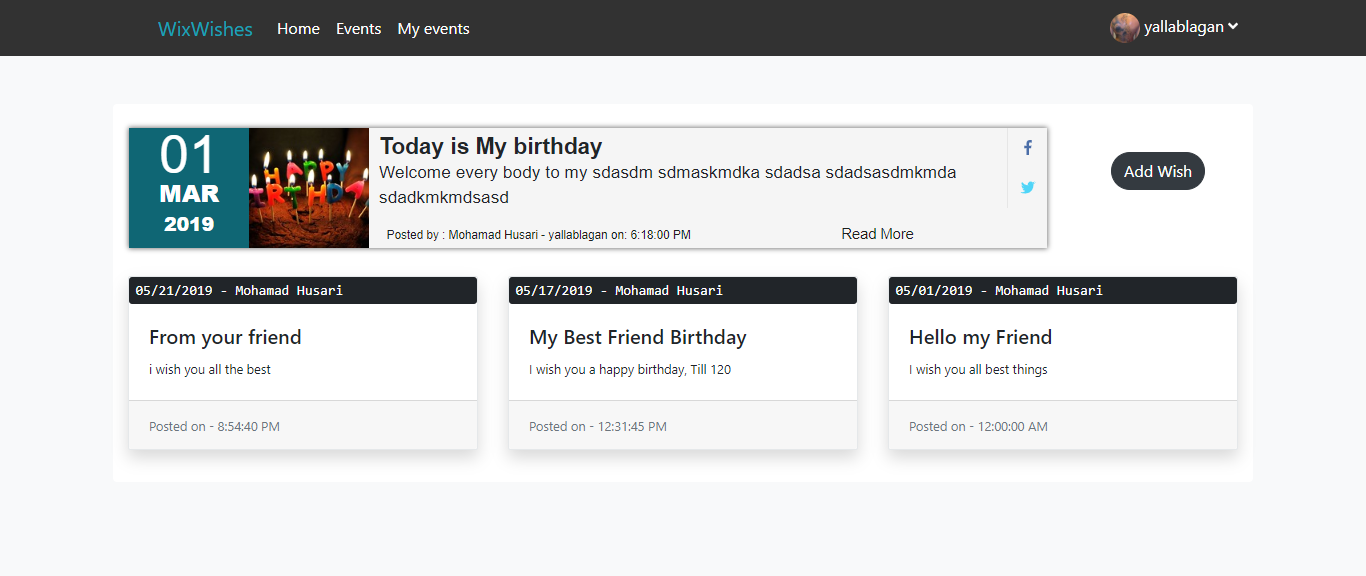 WixWishes Home Events My events yallablagan
01
MAR
2019
HAPPY
BIRTHDA
Today is My birthday
Welcome every body to my sdasdm sdmaskmdka sdadsa sdadsasdmkmda
sdadkmkmdsasd
Posted by : Mohamad Husari - yallablagan on: 6:18:00 PM
Read More
Add Wish
05/21/2019 - Mohamad Husari
From your friend
i wish you all the best
Posted on - 8:54:40 PM
05/17/2019 - Mohamad Husari
My Best Friend Birthday
I wish you a happy birthday, Till 120
Posted on - 12:31:45 PM
05/01/2019 - Mohamad Husari
Hello my Friend
I wish you all best things
Posted on - 12:00:00 AM